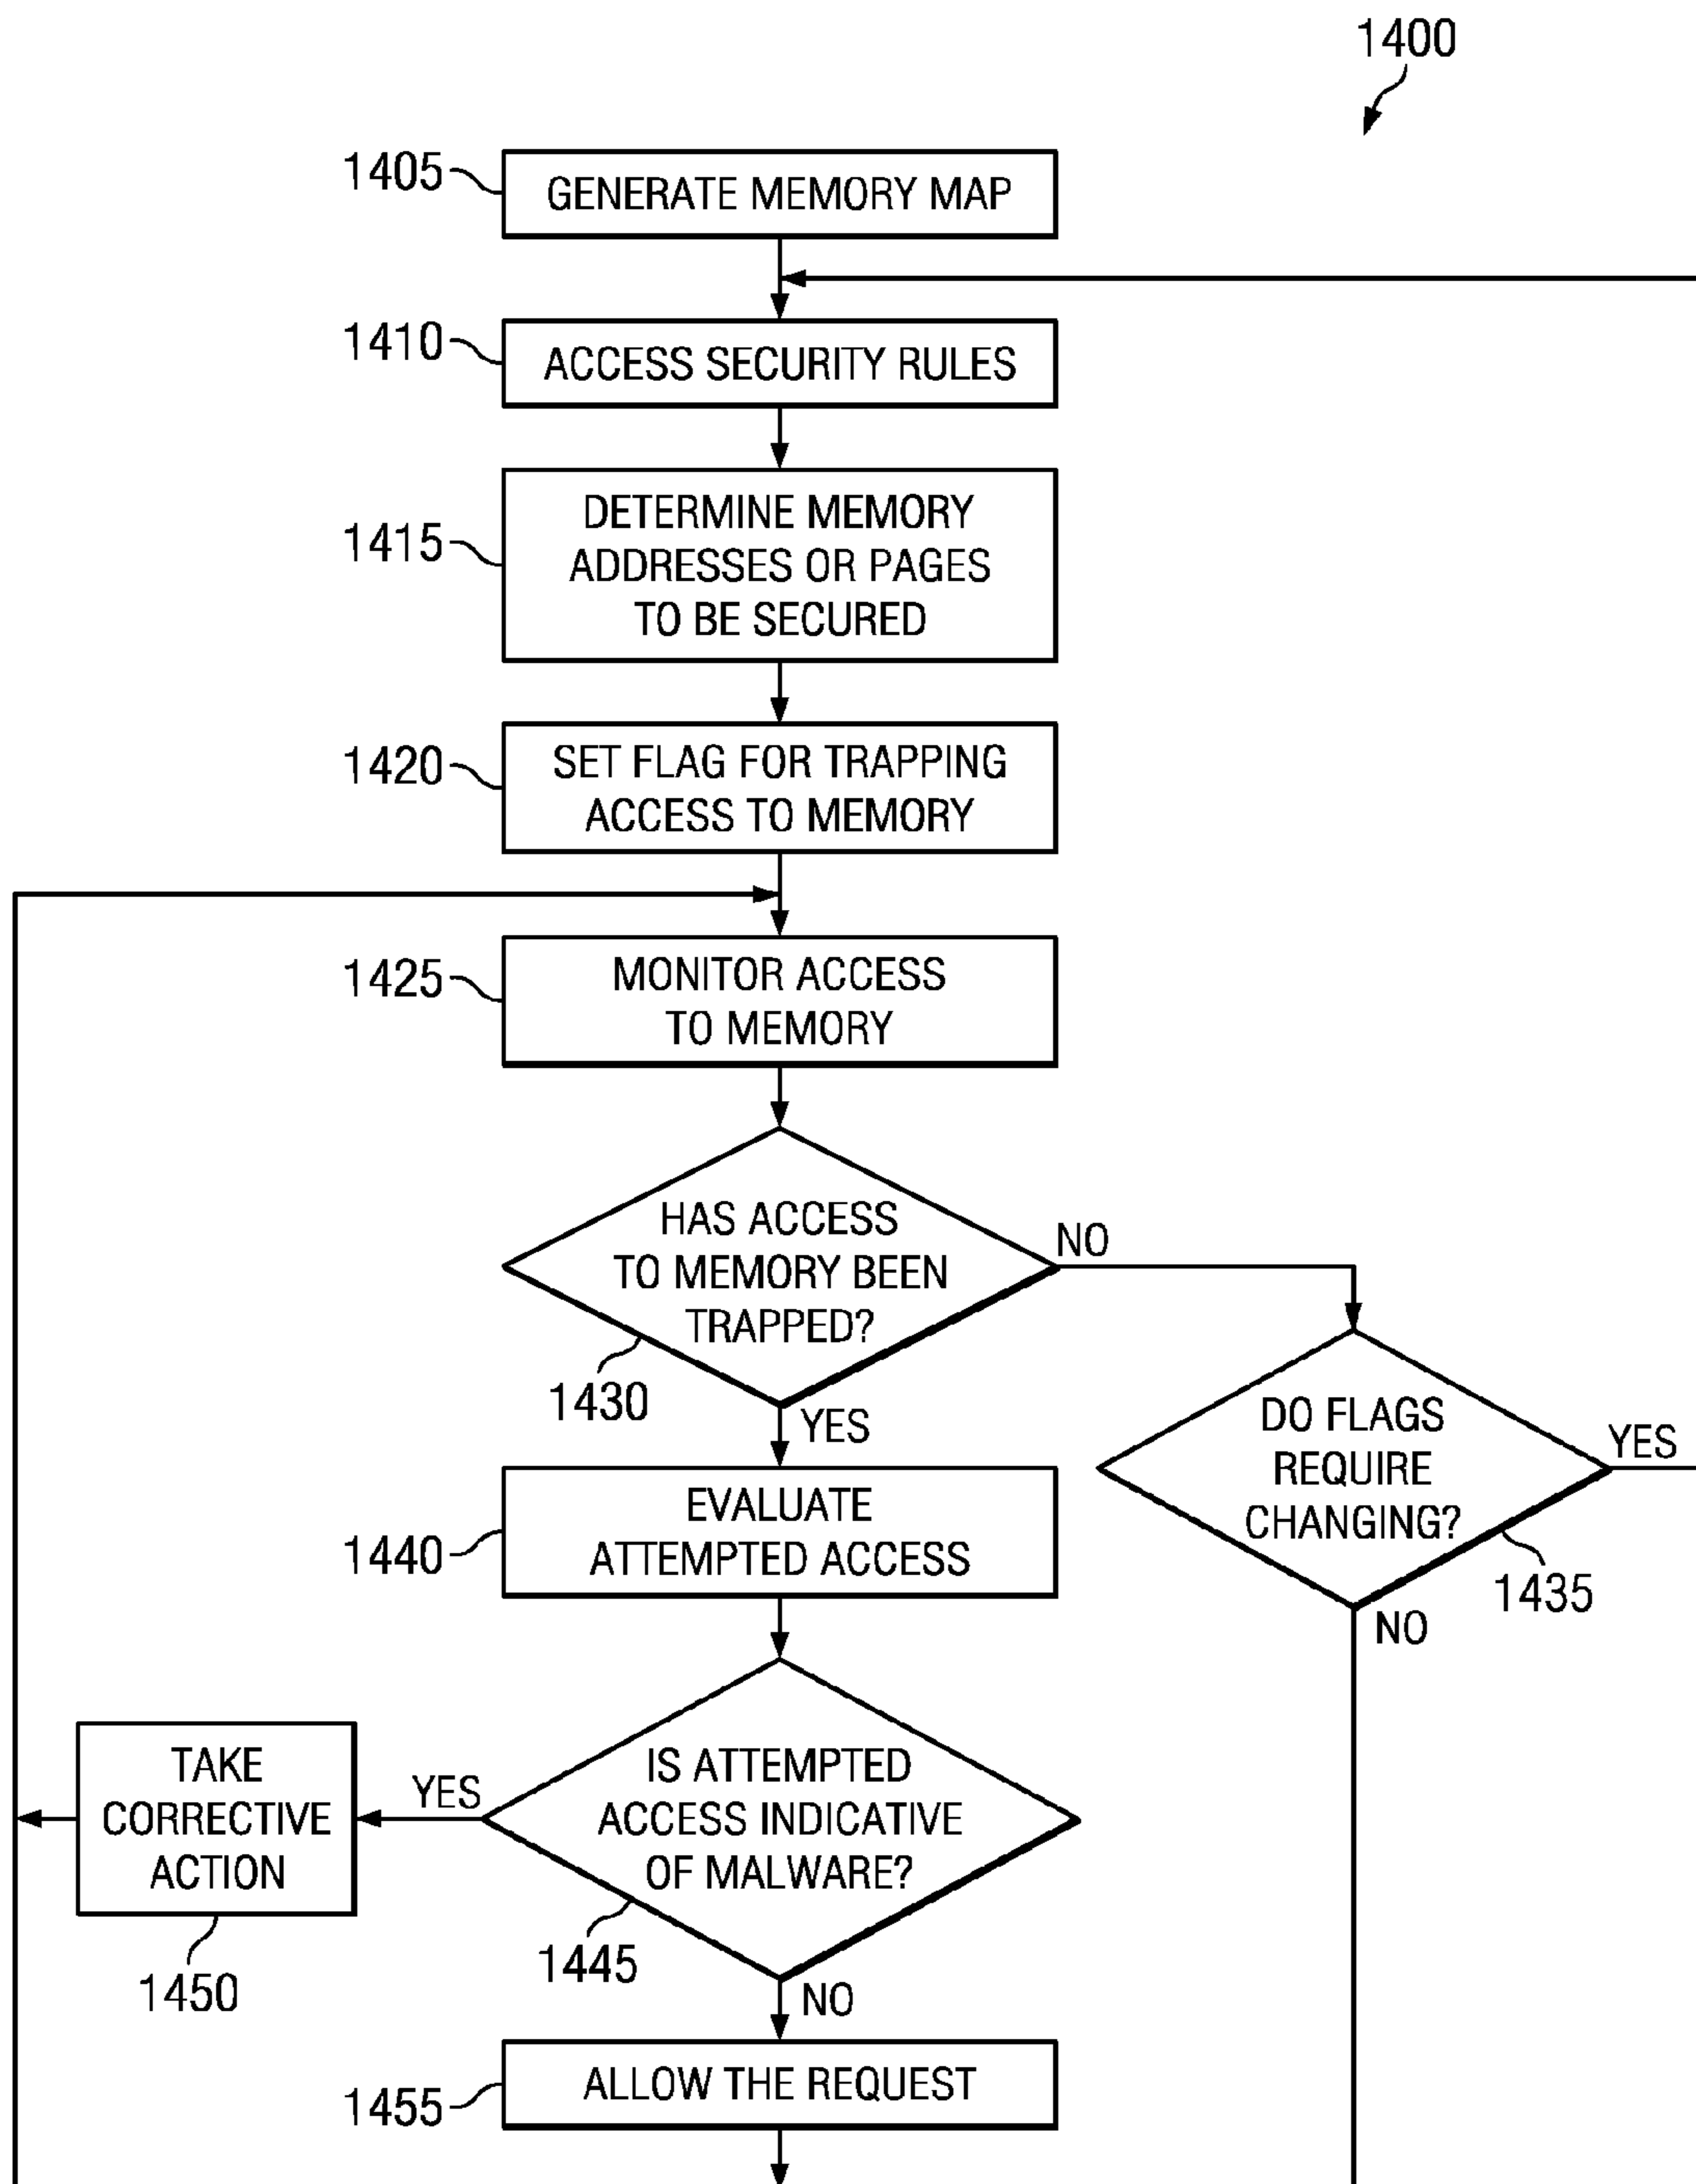 1400
1405
GENERATE MEMORY MAP
1410
ACCESS SECURITY RULES
1415
DETERMINE MEMORY
ADDRESSES OR PAGES
TO BE SECURED
1420
SET FLAG FOR TRAPPING
ACCESS TO MEMORY
1425
MONITOR ACCESS
TO MEMORY
HAS ACCESS
TO MEMORY BEEN
TRAPPED?
NO
1430
YES
DO FLAGS
REQUIRE
CHANGING?
YES
1435
NO
1440
EVALUATE
ATTEMPTED ACCESS
IS ATTEMPTED
ACCESS INDICATIVE
OF MALWARE?
YES
TAKE
CORRECTIVE
ACTION
1450
1445
NO
1455
ALLOW THE REQUEST